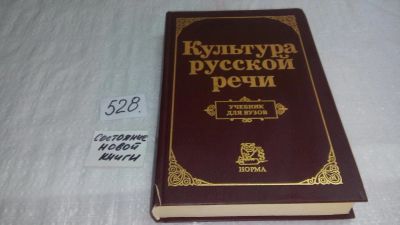 Культура
русской
речи
УЧЕБНИК
ДЛЯ ВУЗОВ
НОРМА
528.
СОСТОЯНИЕ
НОВОЙ
КНИГИ